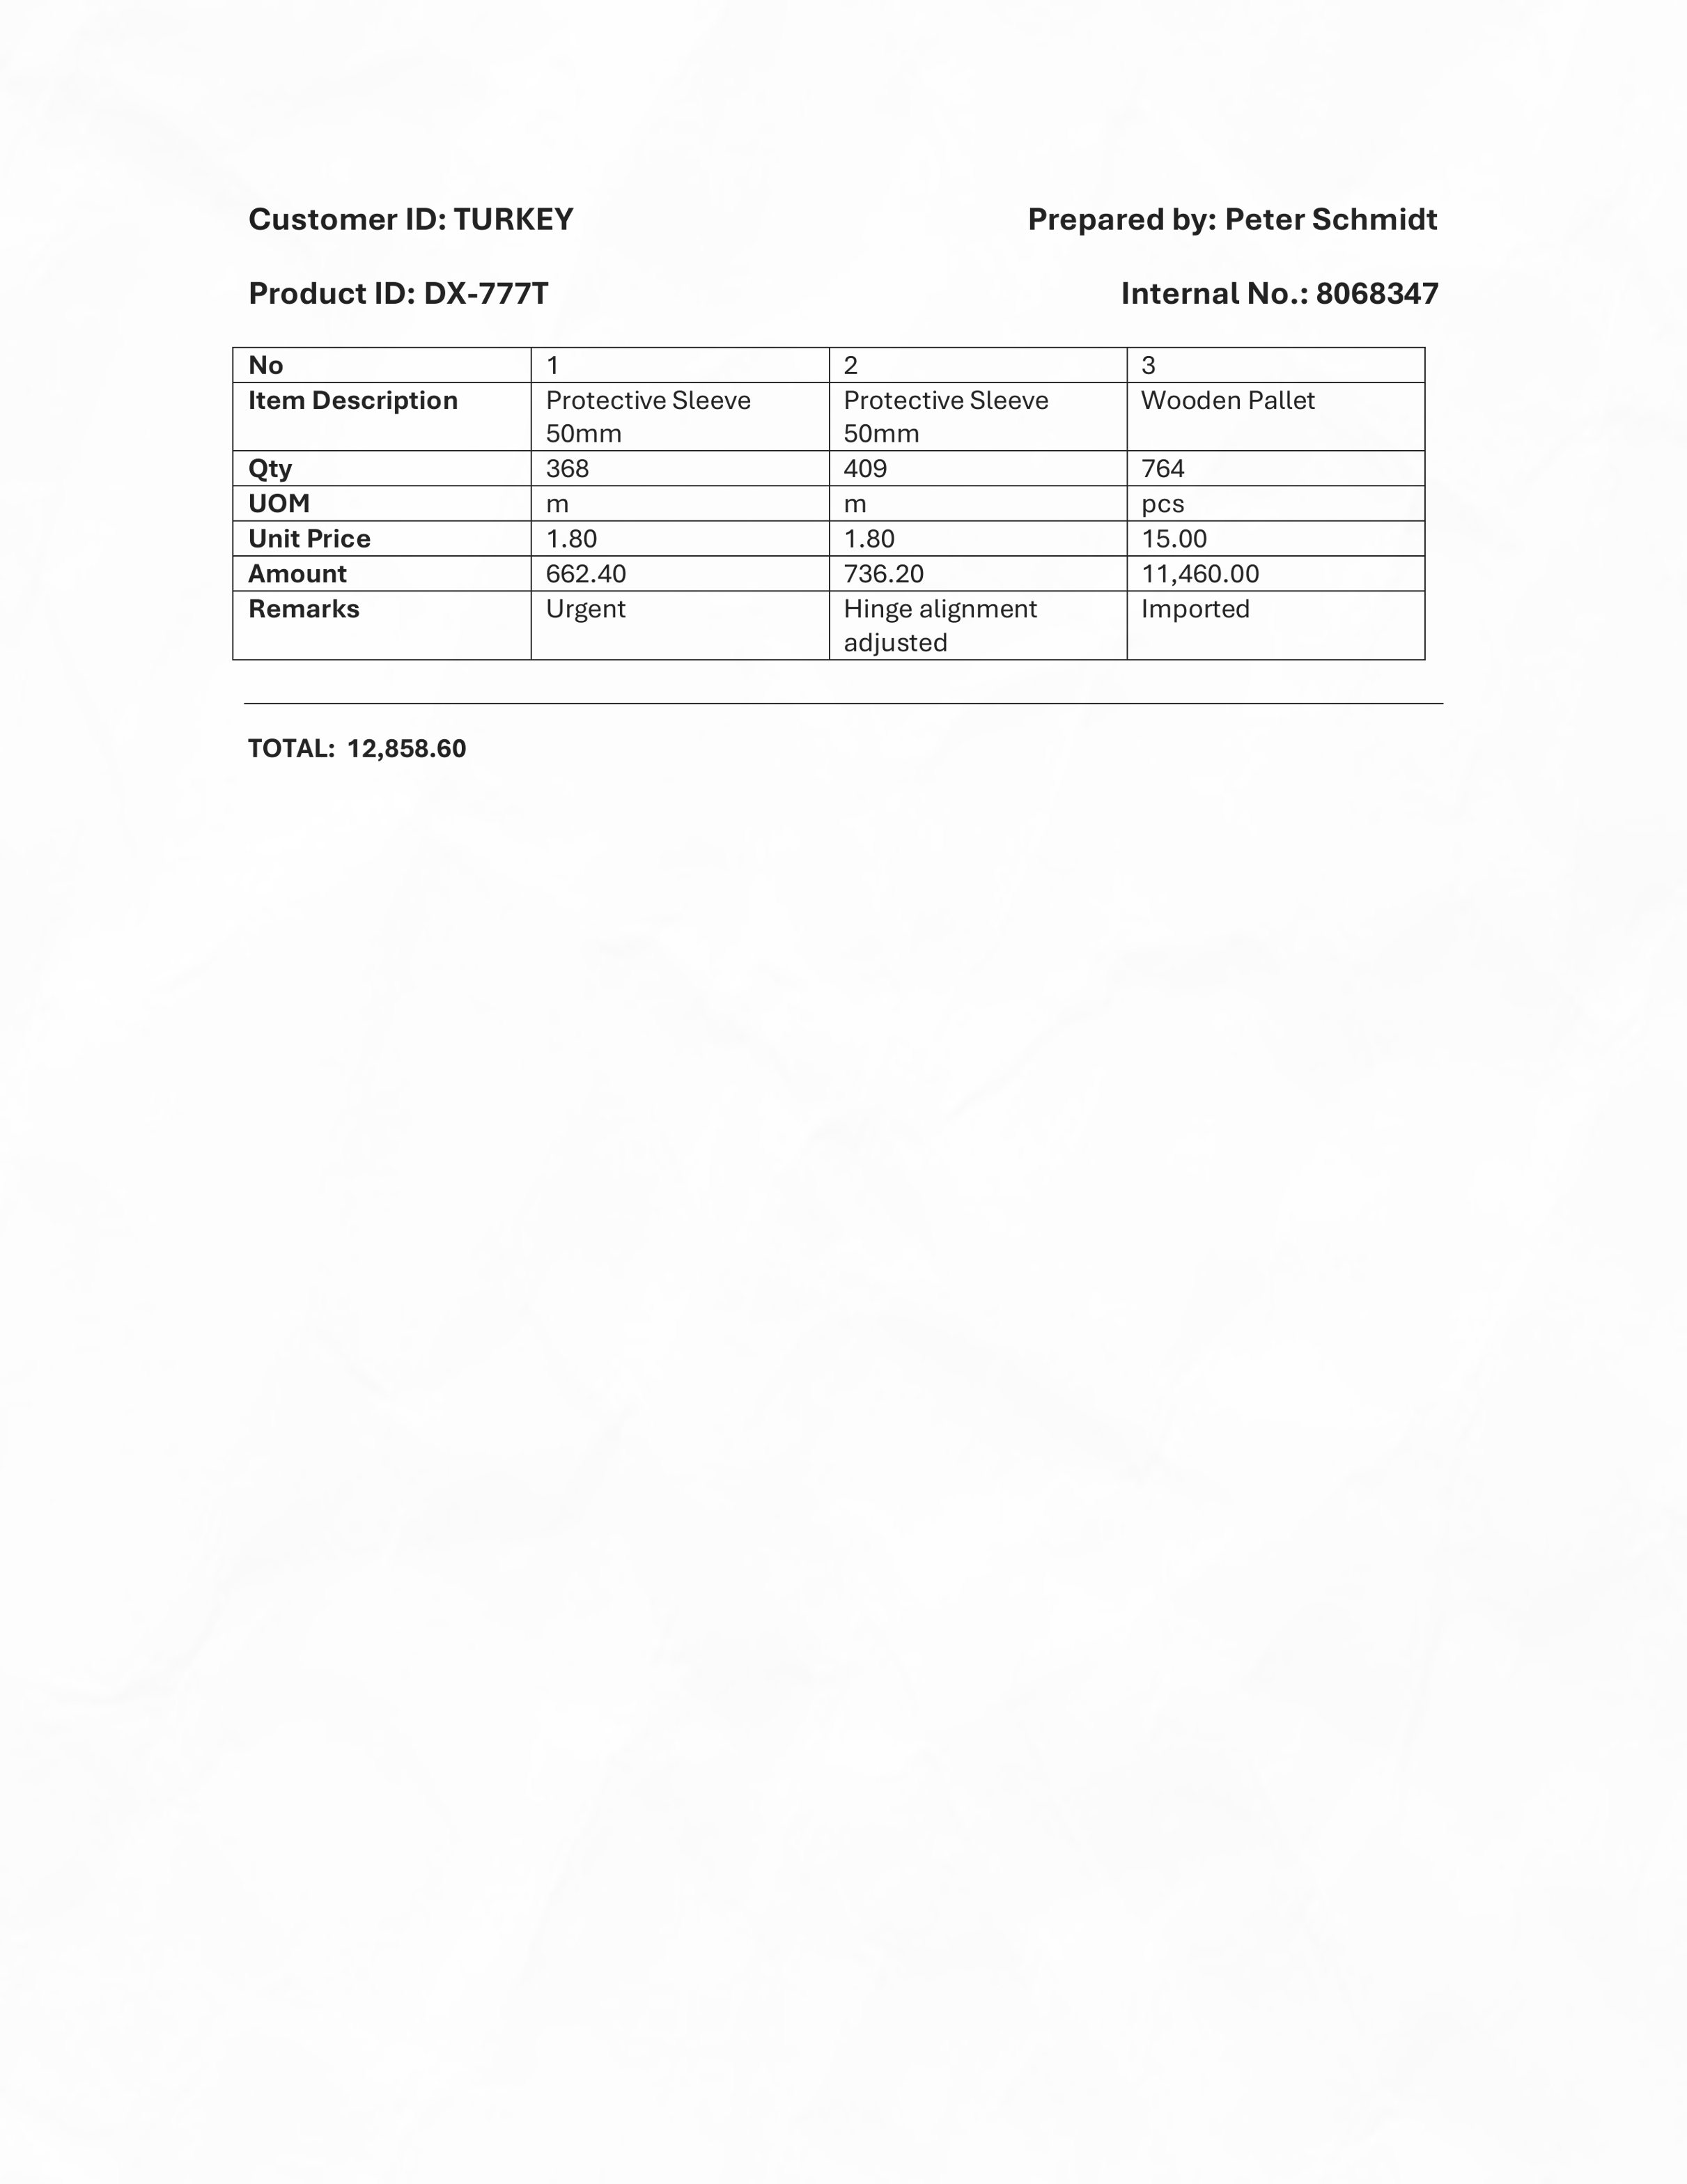 Customer ID: TURKEY Prepared by: Peter Schmidt
Product ID: DX-777T Internal No.: 8068347
No 1 2 3
Item Description Protective Sleeve 50mm Protective Sleeve 50mm Wooden Pallet
Qty 368 409 764
UOM m m pcs
Unit Price 1.80 1.80 15.00
Amount 662.40 736.20 11,460.00
Remarks Urgent Hinge alignment adjusted Imported
TOTAL: 12,858.60